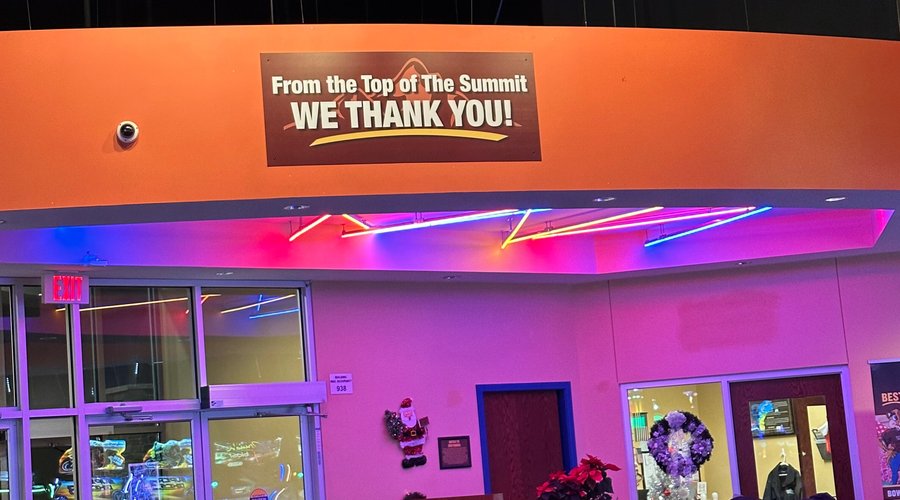 From the Top of The Summit
WE THANK YOU!
EXIT
938
BEST